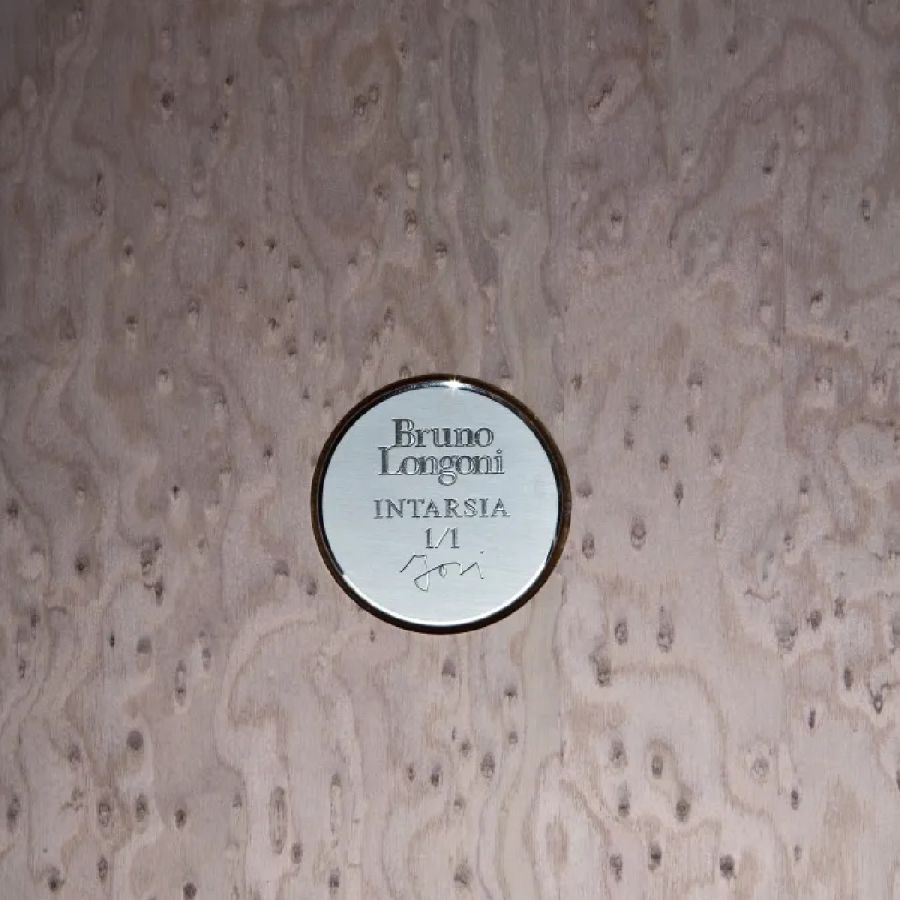 Bruno
Longoni
INTARSIA
1/1